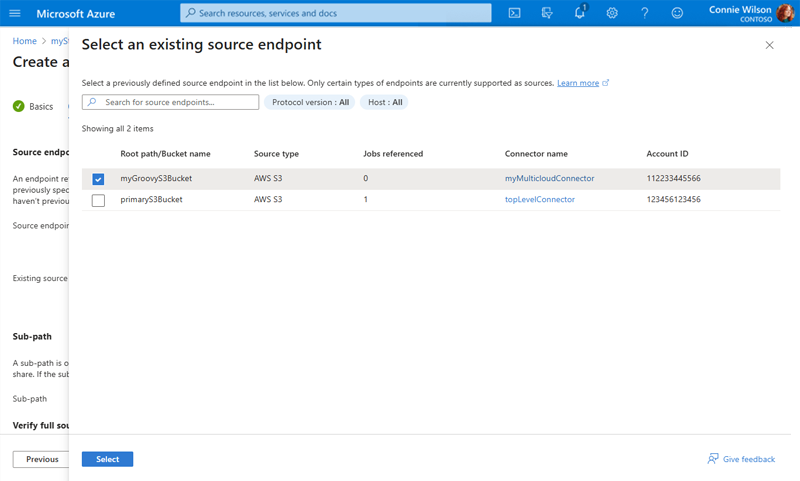 Microsoft Azure
Search resources, services and docs
1
Connie Wilson
CONTOSO
Home > myS
Create a
Basics
Source endpo
An endpoint re
previously spec
haven't previou
Source endpoin
Existing source
Sub-path
A sub-path is o
share. If the sub
Sub-path
Verify full sou
Previous
Select an existing source endpoint
Select a previously defined source endpoint in the list below. Only certain types of endpoints are currently supported as sources. Learn more
Search for source endpoints...
Protocol version : All
Host : All
Showing all 2 items
Root path/Bucket name Source type Jobs referenced Connector name Account ID
myGroovyS3Bucket AWS S3 0 myMulticloudConnector 112233445566
primaryS3Bucket AWS S3 1 topLevelConnector 123456123456
Select
Give feedback